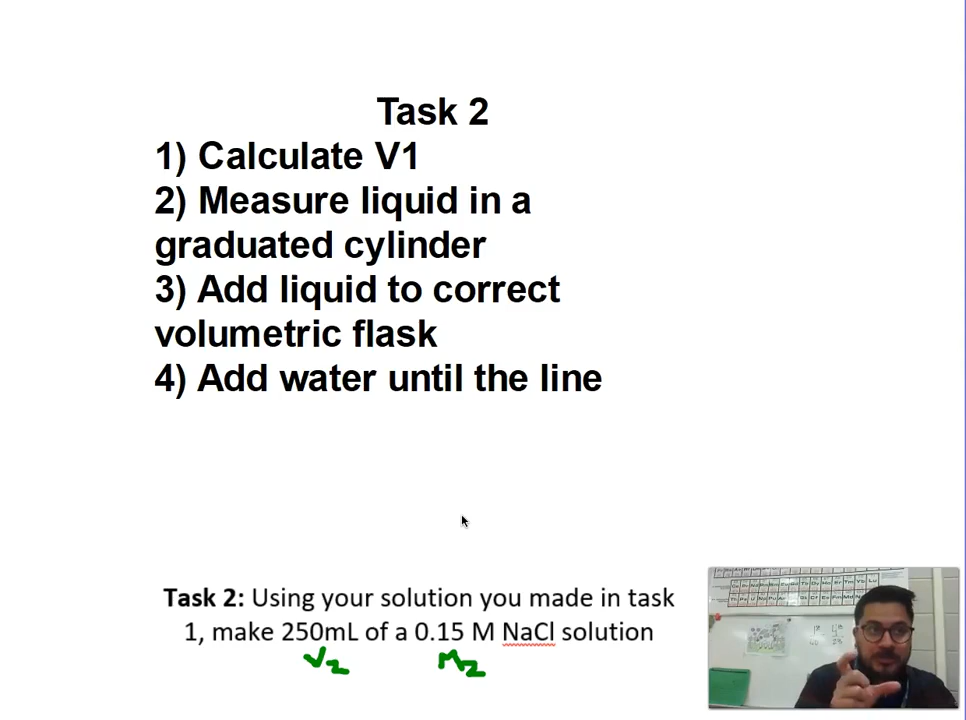 Task 2
1) Calculate V1
2) Measure liquid in a
graduated cylinder
3) Add liquid to correct
volumetric flask
4) Add water until the line
Task 2: Using your solution you made in task
1, make 250mL of a 0.15 M NaCl solution
V2 M2